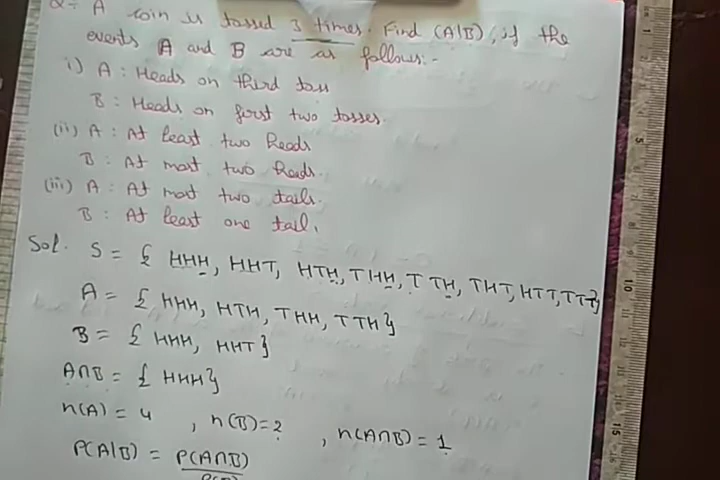 Q:- A coin is tossed 3 times. Find (A|B), if the
events A and B are as follows:-
i) A : Heads on third toss
B : Heads on first two tosses.
(ii) A : At least two heads
B : At most two heads.
(iii) A : At most two tails.
B : At least one tail.
Sol. S = { HHH, HHT, HTH, THH, TTH, THT, HTT, TTT}
A = { HHH, HTH, THH, TTH}
B = { HHH, HHT}
A∩B = { HHH}
n(A) = 4 , n(B)=2 , n(A∩B) = 1
P(A|B) = P(A∩B)
P(B)
5
10
15